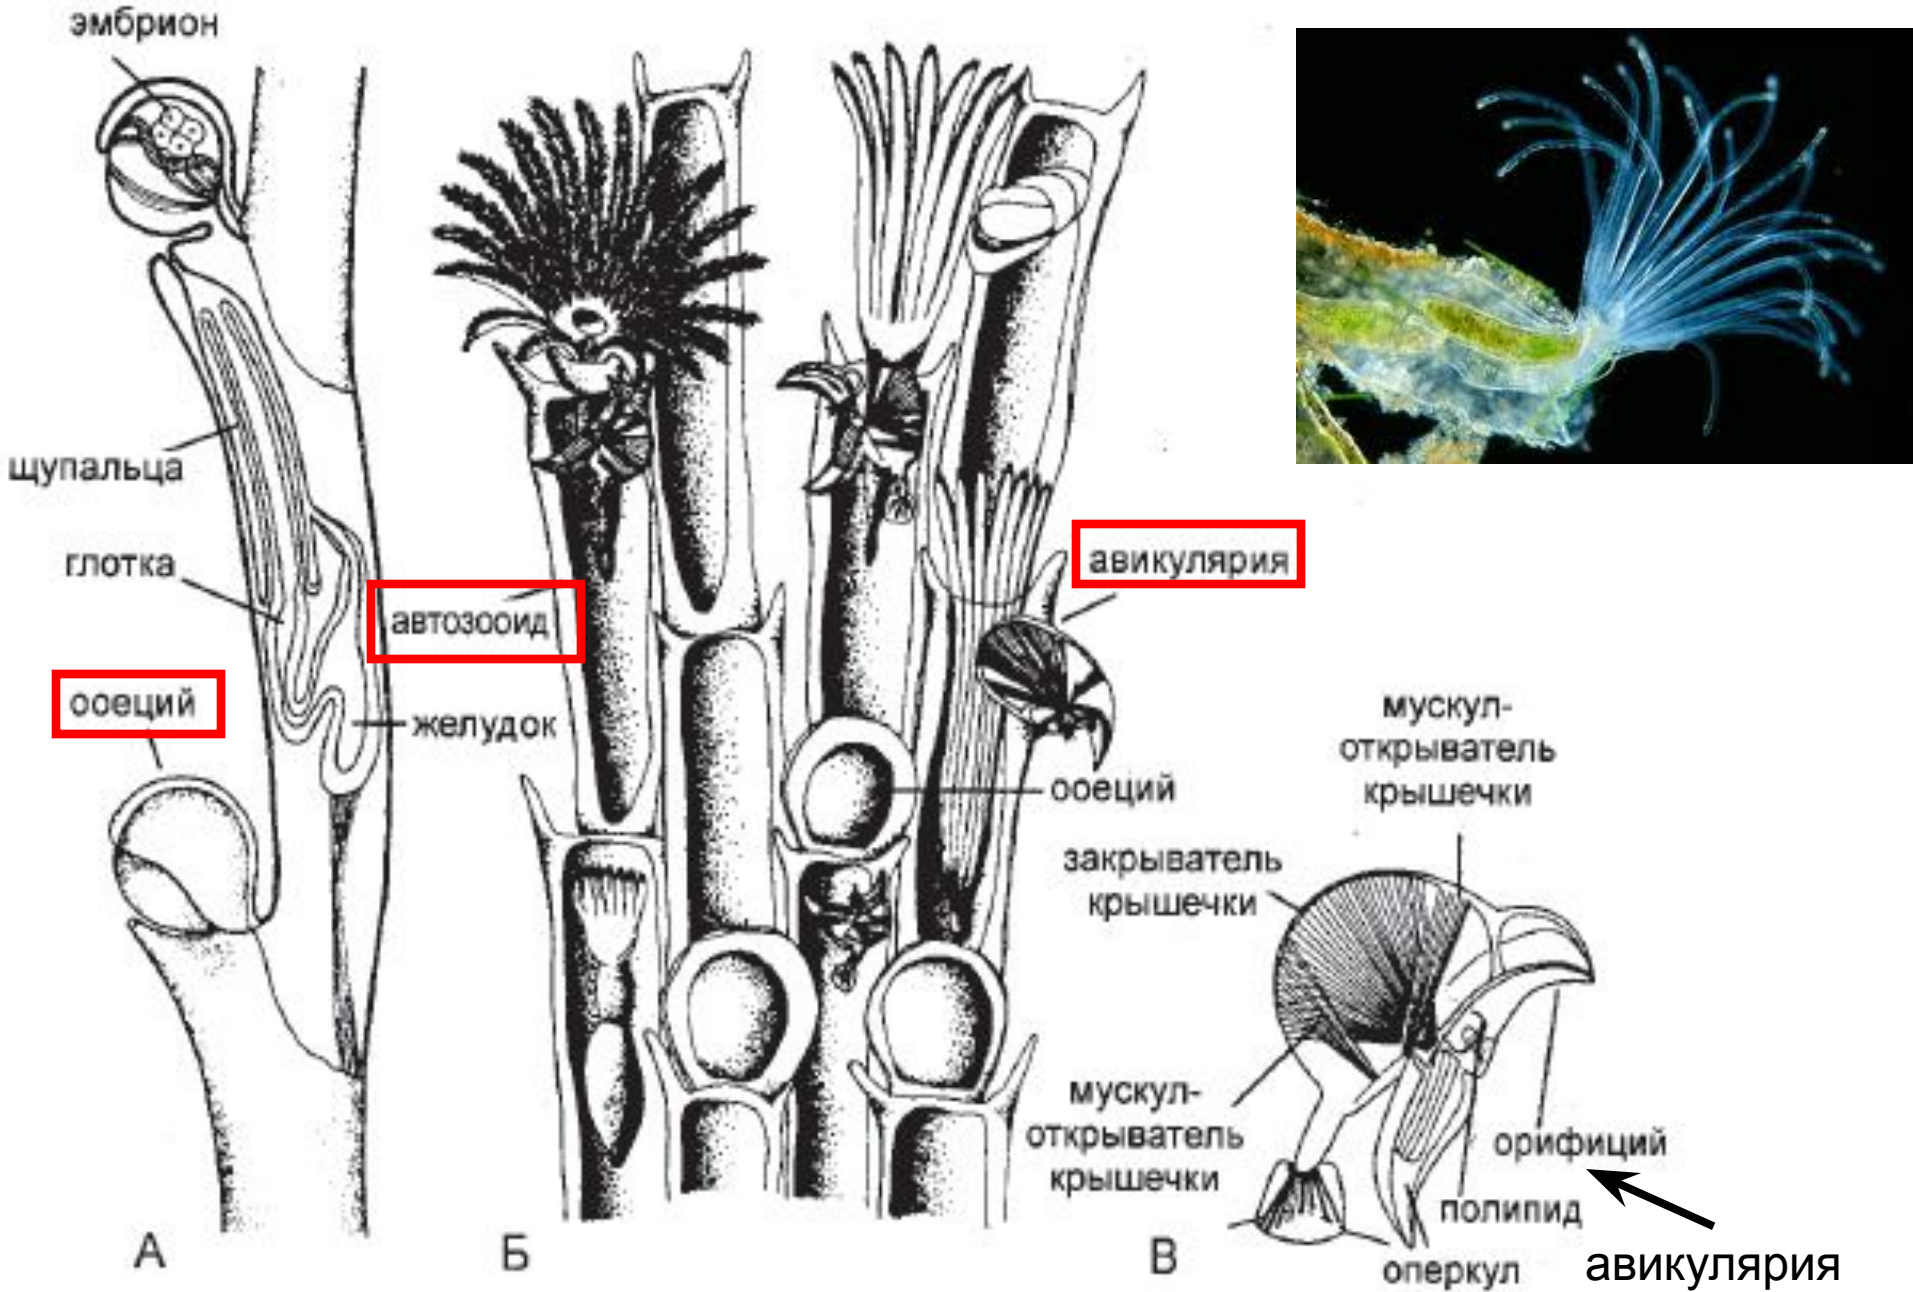 эмбрион
щупальца
глотка
автозооид
ооеций
желудок
авикулярия
ооеций
мускул-
открыватель
крышечки
закрыватель
крышечки
мускул-
открыватель
крышечки
орифиций
полипид
оперкул
авикулярия
А
Б
В